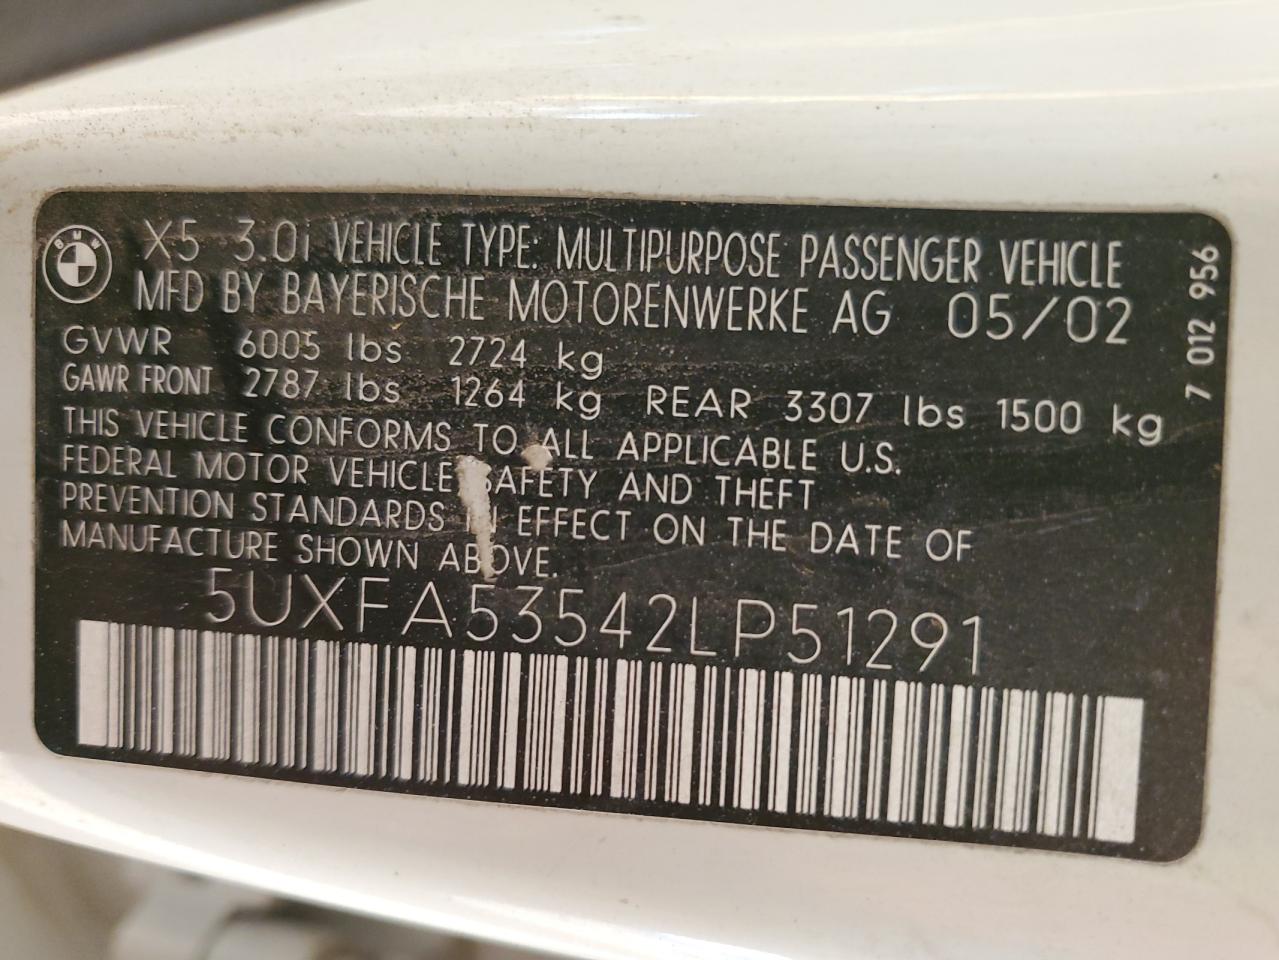 BMW
X5 3.0i VEHICLE TYPE: MULTIPURPOSE PASSENGER VEHICLE
MFD BY BAYERISCHE MOTORENWERKE AG 05/02
GVWR 6005 lbs 2724 kg
GAWR FRONT 2787 lbs 1264 kg REAR 3307 lbs 1500 kg
THIS VEHICLE CONFORMS TO ALL APPLICABLE U.S.
FEDERAL MOTOR VEHICLE SAFETY AND THEFT
PREVENTION STANDARDS IN EFFECT ON THE DATE OF
MANUFACTURE SHOWN ABOVE.
5UXFA53542LP51291
7 012 956